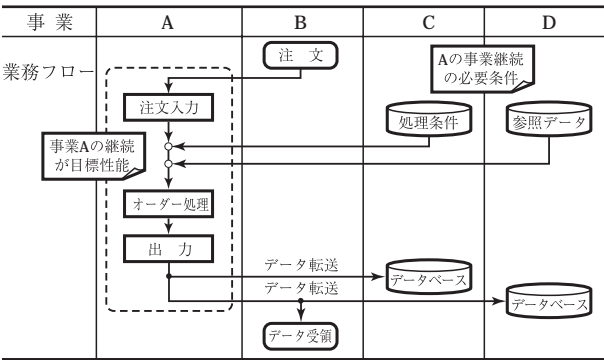 事業 A B C D
業務フロー
注文
Aの事業継続
の必要条件
注文入力
処理条件
参照データ
事業Aの継続
が目標性能
オーダー処理
出力
データ転送
データベース
データ転送
データベース
データ受領